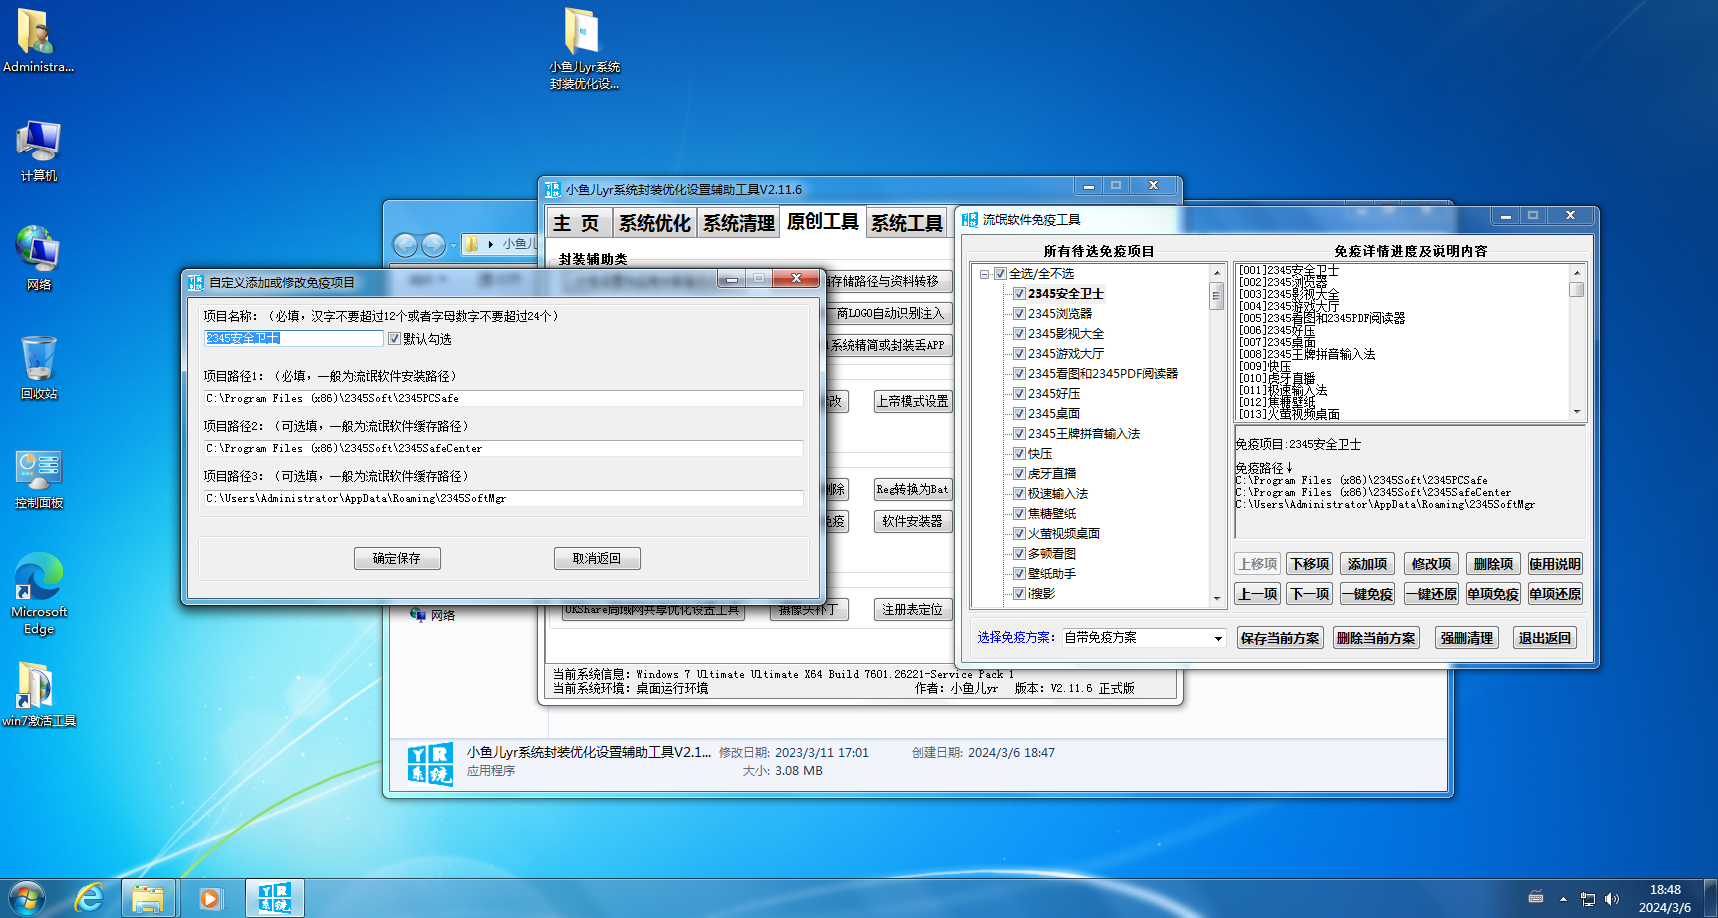 Administra...
计算机
网络
回收站
控制面板
Microsoft
Edge
win7激活工具
小鱼儿yr系统
封装优化设...
小鱼儿yr系统封装优化设置辅助工具V2.11.6
主 页
系统优化
系统清理
原创工具
系统工具
封装辅助类
存储路径与资料转移
商LOGO自动识别注入
系统精简或封装丢APP
改
上帝模式设置
删除
Reg转换为Bat
免疫
软件安装器
UKShare局域网共享优化设置工具
摄像头补丁
注册表定位
当前系统信息：Windows 7 Ultimate Ultimate X64 Build 7601.26221-Service Pack 1
当前系统环境：桌面运行环境
作者：小鱼儿yr
版本：V2.11.6 正式版
小鱼儿
网络
小鱼儿yr系统封装优化设置辅助工具V2.1...
修改日期: 2023/3/11 17:01
创建日期: 2024/3/6 18:47
应用程序
大小: 3.08 MB
自定义添加或修改免疫项目
项目名称：（必填，汉字不要超过12个或者字母数字不要超过24个）
2345安全卫士
默认勾选
项目路径1：（必填，一般为流氓软件安装路径）
C:\Program Files (x86)\2345Soft\2345PCSafe
项目路径2：（可选填，一般为流氓软件缓存路径）
C:\Program Files (x86)\2345Soft\2345SafeCenter
项目路径3：（可选填，一般为流氓软件缓存路径）
C:\Users\Administrator\AppData\Roaming\2345SoftMgr
确定保存
取消返回
流氓软件免疫工具
所有待选免疫项目
全选/全不选
2345安全卫士
2345浏览器
2345影视大全
2345游戏大厅
2345看图和2345PDF阅读器
2345好压
2345桌面
2345王牌拼音输入法
快压
虎牙直播
极速输入法
焦糖壁纸
火萤视频桌面
多顿看图
壁纸助手
i搜影
免疫详情进度及说明内容
[001]2345安全卫士
[002]2345浏览器
[003]2345影视大全
[004]2345游戏大厅
[005]2345看图和2345PDF阅读器
[006]2345好压
[007]2345桌面
[008]2345王牌拼音输入法
[009]快压
[010]虎牙直播
[011]极速输入法
[012]焦糖壁纸
[013]火萤视频桌面
免疫项目:2345安全卫士
免疫路径↓
C:\Program Files (x86)\2345Soft\2345PCSafe
C:\Program Files (x86)\2345Soft\2345SafeCenter
C:\Users\Administrator\AppData\Roaming\2345SoftMgr
上移项
下移项
添加项
修改项
删除项
使用说明
上一项
下一项
一键免疫
一键还原
单项免疫
单项还原
选择免疫方案：
自带免疫方案
保存当前方案
删除当前方案
强删清理
退出返回
YR
系统
YR
系统
18:48
2024/3/6